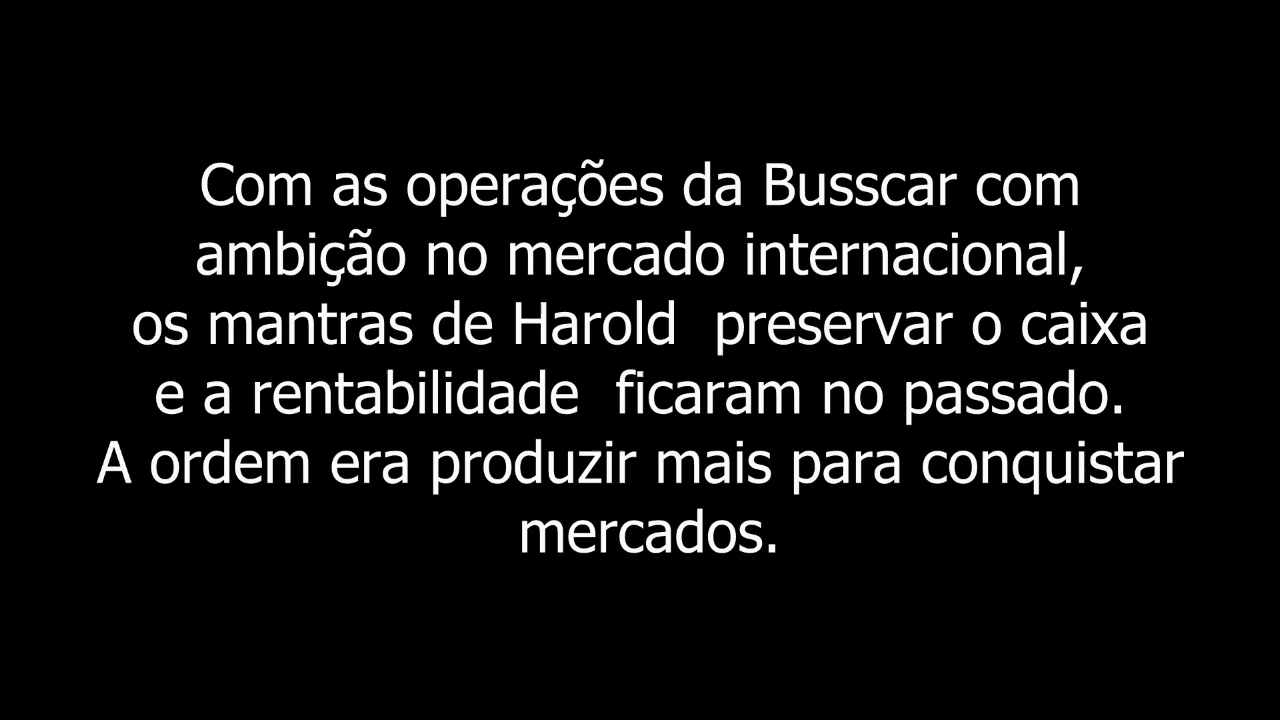 Com as operações da Busscar com
ambição no mercado internacional,
os mantras de Harold  preservar o caixa
e a rentabilidade  ficaram no passado.
A ordem era produzir mais para conquistar
mercados.